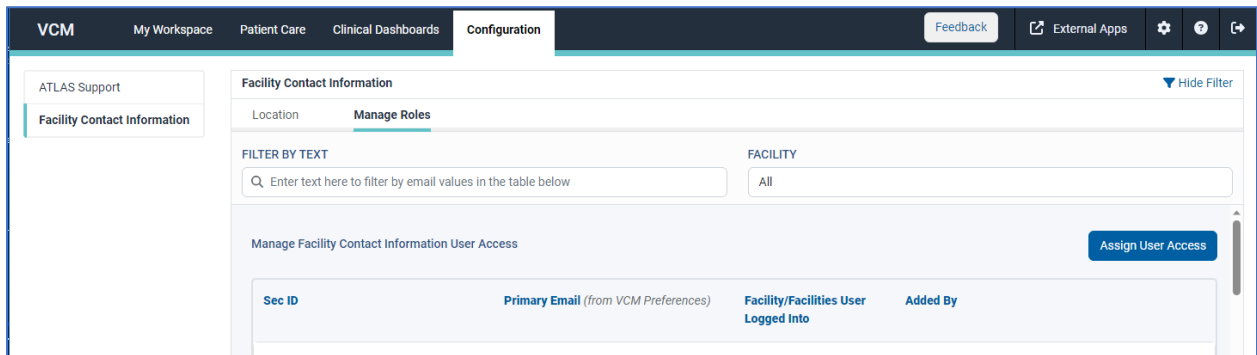 VCM My Workspace Patient Care Clinical Dashboards Configuration Feedback External Apps
ATLAS Support
Facility Contact Information
Facility Contact Information Hide Filter
Location Manage Roles
FILTER BY TEXT FACILITY
Enter text here to filter by email values in the table below All
Manage Facility Contact Information User Access Assign User Access
Sec ID Primary Email (from VCM Preferences) Facility/Facilities User Added By
Logged Into